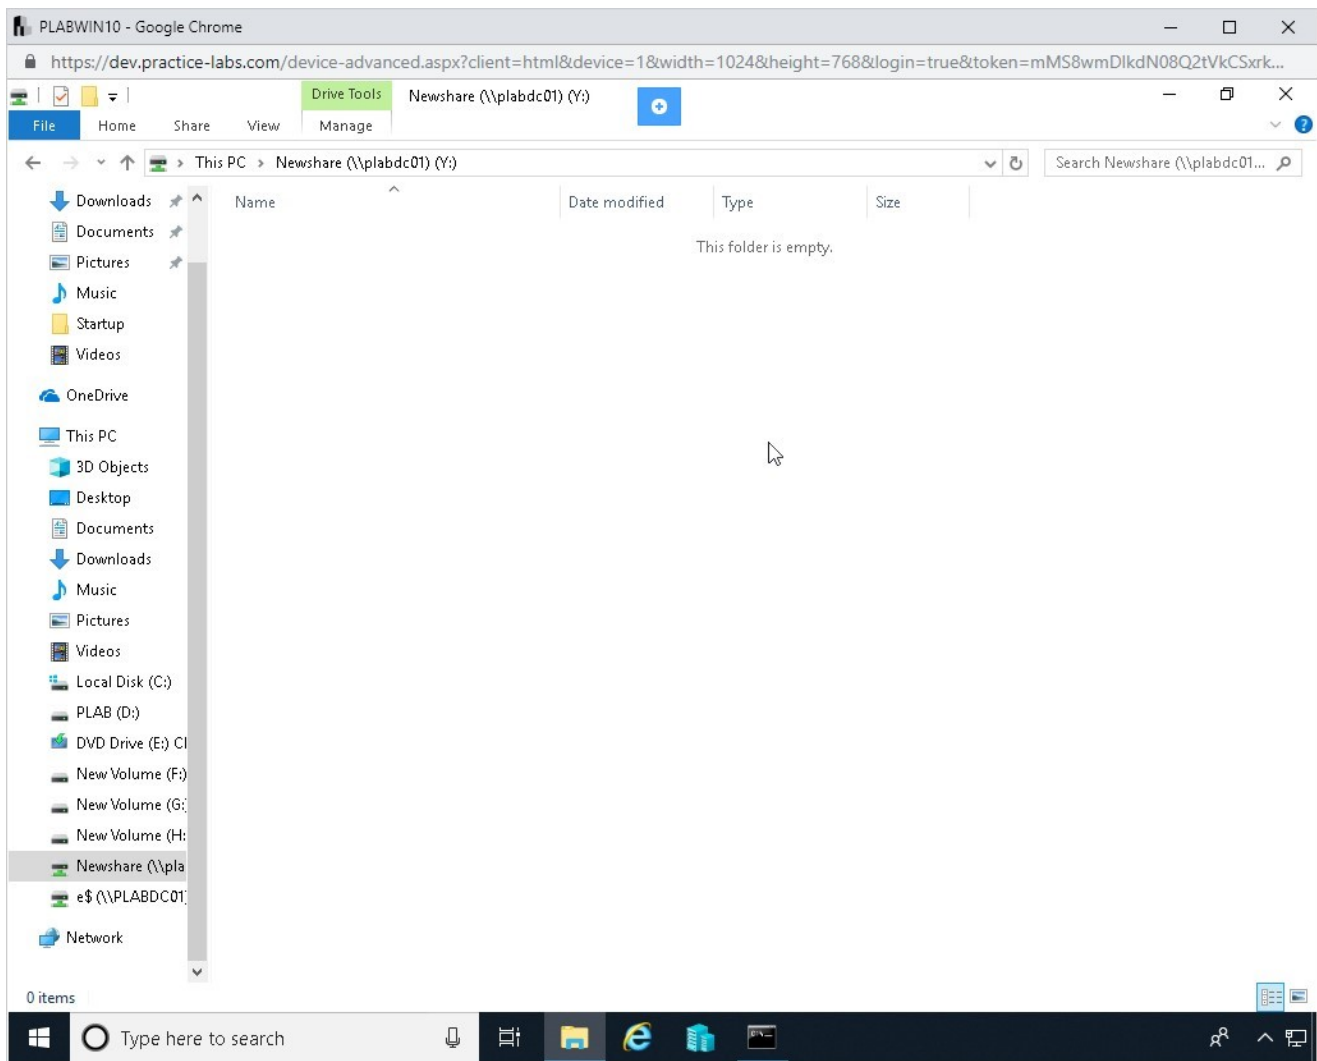 PLABWIN10 - Google Chrome
https://dev.practice-labs.com/device-advanced.aspx?client=html&device=1&width=1024&height=768&login=true&token=mMS8wmDlkdN08Q2tVkCSxrk...
Drive Tools Newshare (\\plabdc01) (Y:)
File Home Share View Manage
This PC > Newshare (\\plabdc01) (Y:) Search Newshare (\\plabdc01...
Downloads
Documents
Pictures
Music
Startup
Videos
OneDrive
This PC
3D Objects
Desktop
Documents
Downloads
Music
Pictures
Videos
Local Disk (C:)
PLAB (D:)
DVD Drive (E:) CI
New Volume (F:)
New Volume (G:
New Volume (H:
Newshare (\\pla
e$ (\\PLABDC01)
Network
Name Date modified Type Size
This folder is empty.
0 items
Type here to search